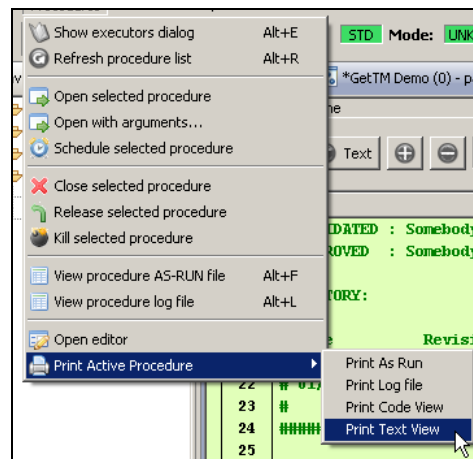 Show executors dialog Alt+E
Refresh procedure list Alt+R
Open selected procedure
Open with arguments...
Schedule selected procedure
Close selected procedure
Release selected procedure
Kill selected procedure
View procedure AS-RUN file Alt+F
View procedure log file Alt+L
Open editor
Print Active Procedure
Print As Run
Print Log file
Print Code View
Print Text View
STD Mode: UNK
*GetTM Demo (0) - p
Text
: Somebody
: Somebody
TORY:
Revis
22 # 01/
23 #
24 #####
25